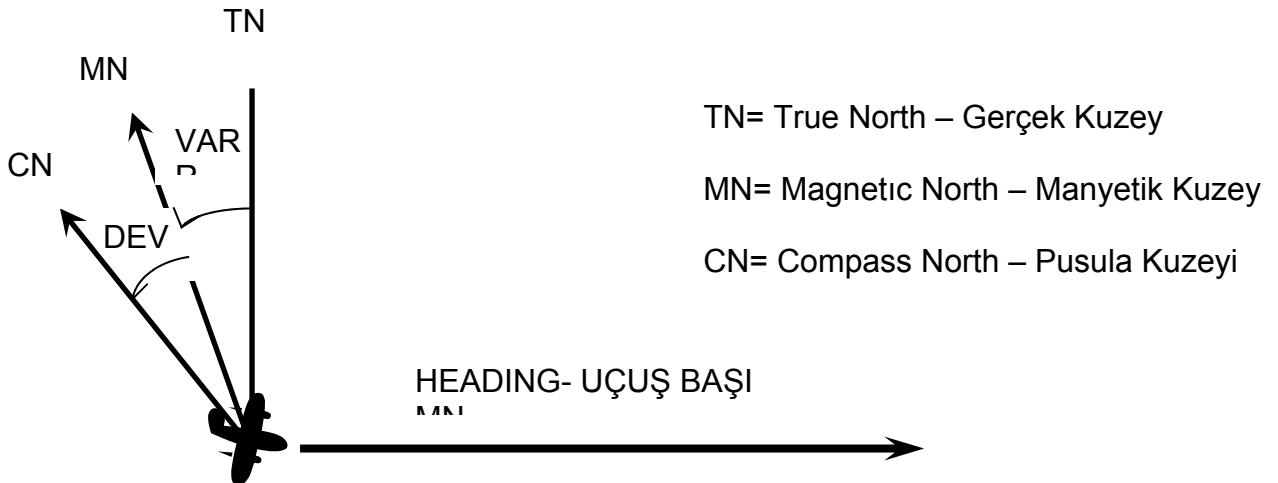 TN
MN
VAR
CN
DEV
TN= True North – Gerçek Kuzey
MN= Magnetıc North – Manyetik Kuzey
CN= Compass North – Pusula Kuzeyi
HEADING- UÇUŞ BAŞI